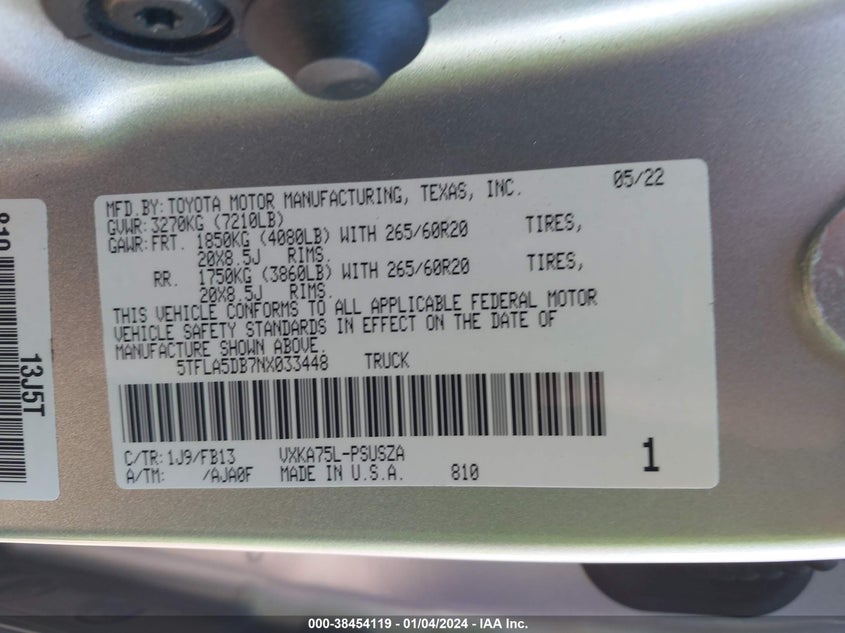 MFD.BY:TOYOTA MOTOR MANUFACTURING, TEXAS, INC. 05/22
GVWR:3270KG (7210LB)
GAWR:FRT. 1850KG (4080LB) WITH 265/60R20 TIRES,
20X8.5J RIMS.
RR. 1750KG (3860LB) WITH 265/60R20 TIRES,
20X8.5J RIMS.
THIS VEHICLE CONFORMS TO ALL APPLICABLE FEDERAL MOTOR
VEHICLE SAFETY STANDARDS IN EFFECT ON THE DATE OF
MANUFACTURE SHOWN ABOVE.
5TFLA5DB7NX033448 TRUCK
C/TR:1J9/FB13 VXKA75L-PSUSZA
A/TM: /AJA0F MADE IN U.S.A. 810
1
810
13J5T
000-38454119 - 01/04/2024 - IAA Inc.